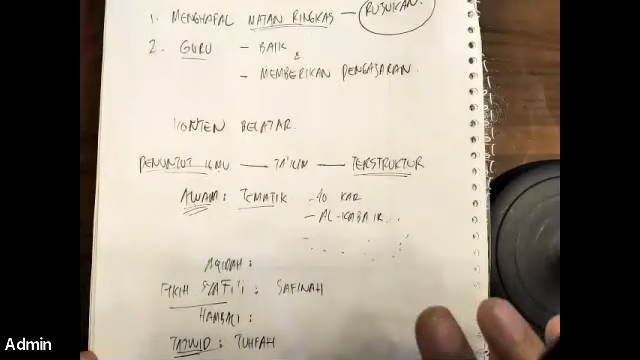 1. MENGHAFAL MATAN RINGKAS — RUJUKAN.
2. GURU — BAIK
&
— MEMBERIKAN PENGAJARAN.
KONTEN BELAJAR.
PENUNTUT ILMU — TA'KIN — TERSTRUKTUR
AWAM : TEMATIK - 40 KAB
- AL-KABAIR...
AQIDAH :
FIKIH SYAFI'I : SAFINAH
HAMBALI :
TAJWID : TUHFAH
Admin